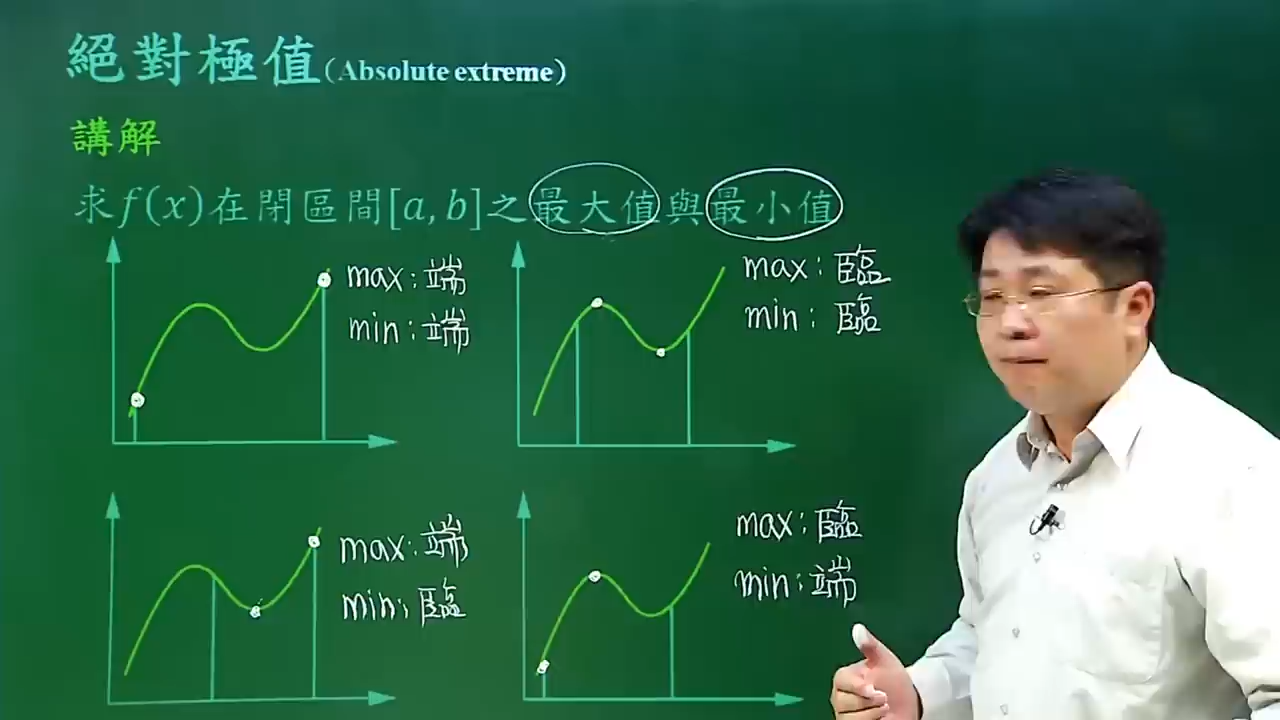 絕對極值(Absolute extreme)
講解
求f(x)在閉區間[a,b]之最大值與最小值
max:端
min:端
max:臨
min:臨
max:端
min:臨
max:臨
min:端